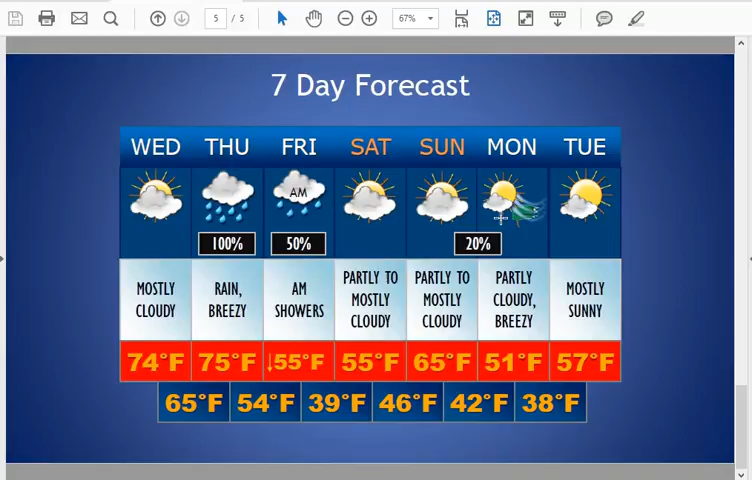 5 / 5
67%
7 Day Forecast
WED THU FRI SAT SUN MON TUE
AM
100% 50% 20%
MOSTLY CLOUDY
RAIN, BREEZY
AM SHOWERS
PARTLY TO MOSTLY CLOUDY
PARTLY TO MOSTLY CLOUDY
PARTLY CLOUDY, BREEZY
MOSTLY SUNNY
74°F 75°F ↓55°F 55°F 65°F 51°F 57°F
65°F 54°F 39°F 46°F 42°F 38°F